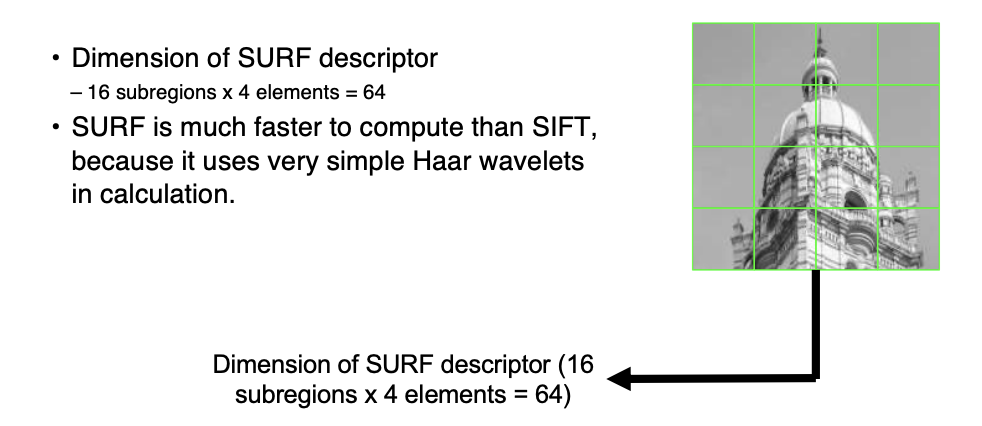 • Dimension of SURF descriptor
– 16 subregions x 4 elements = 64
• SURF is much faster to compute than SIFT,
because it uses very simple Haar wavelets
in calculation.
Dimension of SURF descriptor (16
subregions x 4 elements = 64)